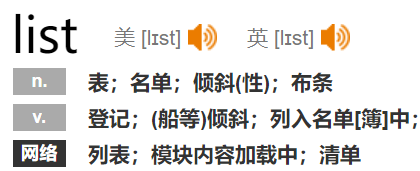 list 美 [lɪst] 英 [lɪst]
n. 表；名单；倾斜(性)；布条
v. 登记；(船等)倾斜；列入名单[簿]中；
网络 列表；模块内容加载中；清单